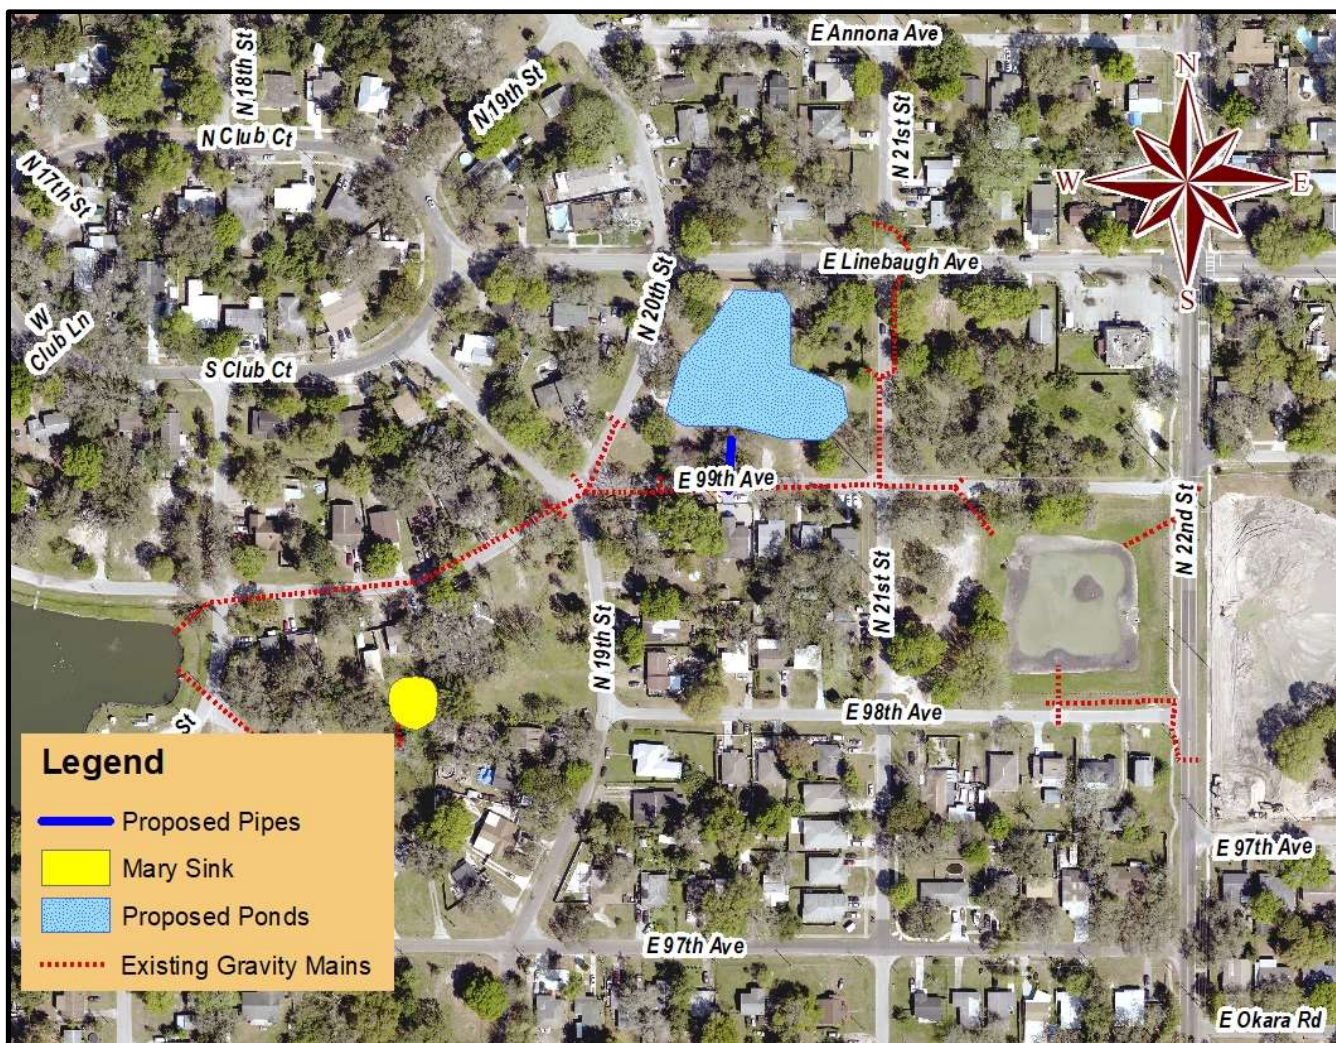 E Annona Ave
N 18th St
N 19th St
N Club Ct
N 21st St
N
W
E
S
N 17th St
E Linebaugh Ave
N 20th St
W
Club Ln
S Club Ct
E 99th Ave
N 22nd St
N 21st St
N 19th St
E 98th Ave
St
Legend
Proposed Pipes
Mary Sink
Proposed Ponds
Existing Gravity Mains
E 97th Ave
E 97th Ave
E Okara Rd